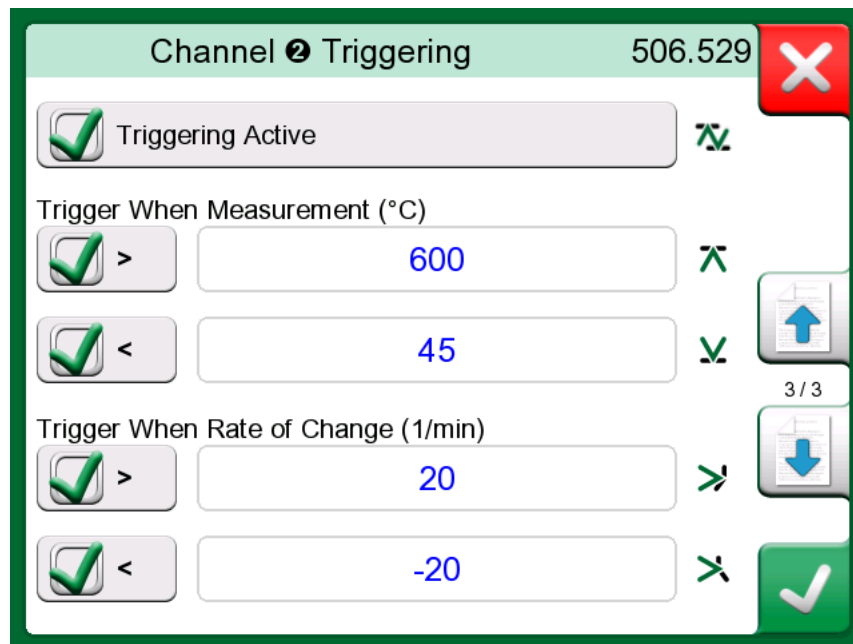 Channel ❷ Triggering 506.529
Triggering Active
Trigger When Measurement (°C)
> 600
< 45
3 / 3
Trigger When Rate of Change (1/min)
> 20
< -20